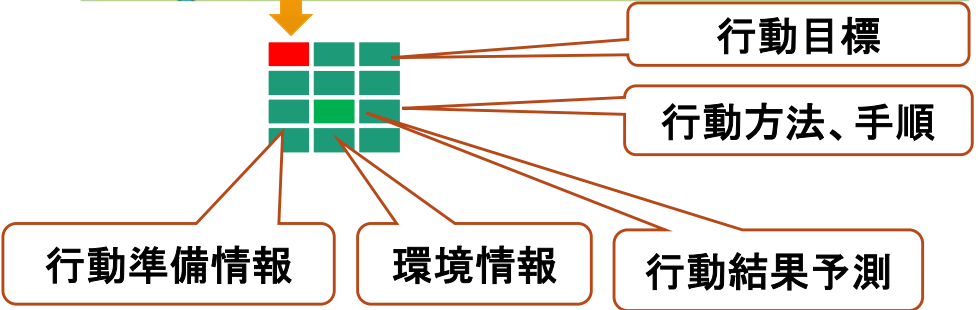 行動目標
行動方法、手順
行動準備情報
環境情報
行動結果予測